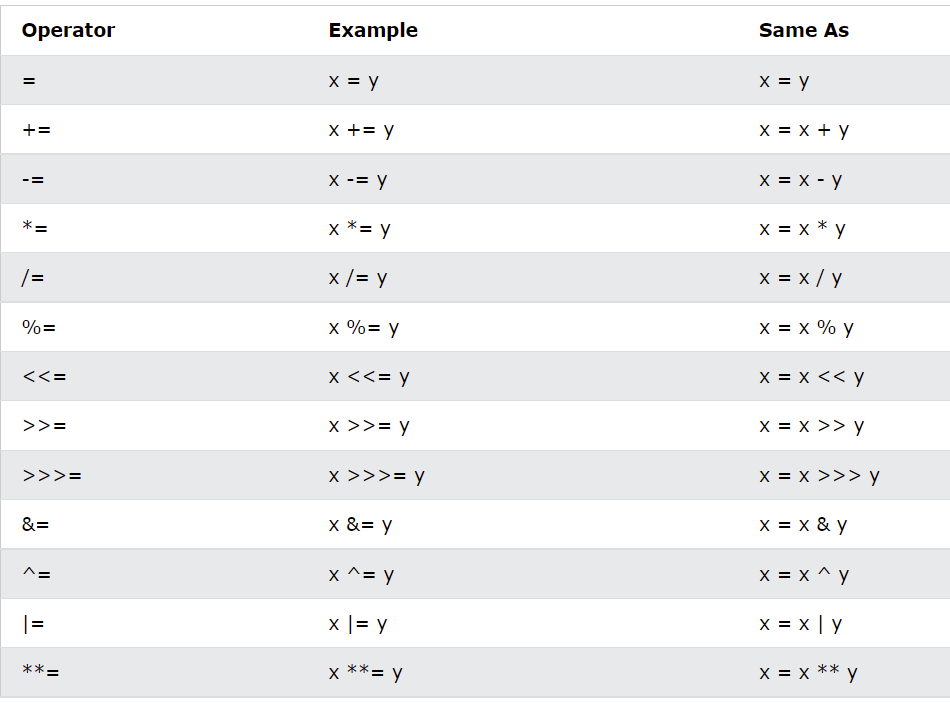 Operator Example Same As
= x = y x = y
+= x += y x = x + y
-= x -= y x = x - y
*= x *= y x = x * y
/= x /= y x = x / y
%= x %= y x = x % y
<<= x <<= y x = x << y
>>= x >>= y x = x >> y
>>>= x >>>= y x = x >>> y
&= x &= y x = x & y
^= x ^= y x = x ^ y
|= x |= y x = x | y
**= x **= y x = x ** y